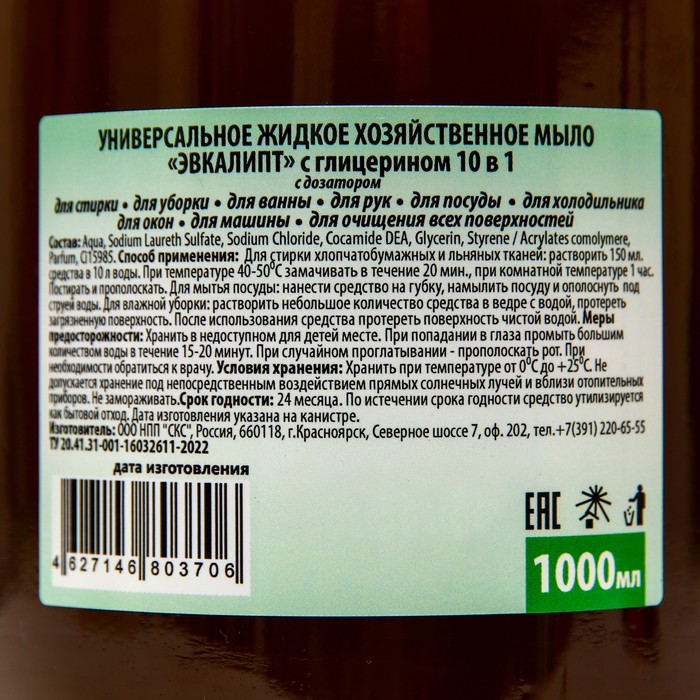 УНИВЕРСАЛЬНОЕ ЖИДКОЕ ХОЗЯЙСТВЕННОЕ МЫЛО
«ЭВКАЛИПТ» с глицерином 10 в 1
с дозатором
для стирки • для уборки • для ванны • для рук • для посуды • для холодильника
для окон • для машины • для очищения всех поверхностей
Состав: Aqua, Sodium Laureth Sulfate, Sodium Chloride, Cocamide DEA, Glycerin, Styrene / Acrylates comolymere,
Parfum, CI15985. Способ применения: Для стирки хлопчатобумажных и льняных тканей: растворить 150 мл.
средства в 10 л воды. При температуре 40-50⁰С замачивать в течение 20 мин., при комнатной температуре 1 час.
Постирать и прополоскать. Для мытья посуды: нанести средство на губку, намылить посуду и ополоснуть под
струей воды. Для влажной уборки: растворить небольшое количество средства в ведре с водой, протереть
загрязненную поверхность. После использования средства протереть поверхность чистой водой. Меры
предосторожности: Хранить в недоступном для детей месте. При попадании в глаза промыть большим
количеством воды в течение 15-20 минут. При случайном проглатывании - прополоскать рот. При
необходимости обратиться к врачу. Условия хранения: Хранить при температуре от 0⁰С до +25⁰С. Не
допускается хранение под непосредственным воздействием прямых солнечных лучей и вблизи отопительных
приборов. Не замораживать.Срок годности: 24 месяца. По истечении срока годности средство утилизируется
как бытовой отход. Дата изготовления указана на канистре.
Изготовитель: ООО НПП "СКС", Россия, 660118, г.Красноярск, Северное шоссе 7, оф. 202, тел.+7(391) 220-65-55
ТУ 20.41.31-001-16032611-2022
дата изготовления
4 627146 803706
ЕАС
1000мл